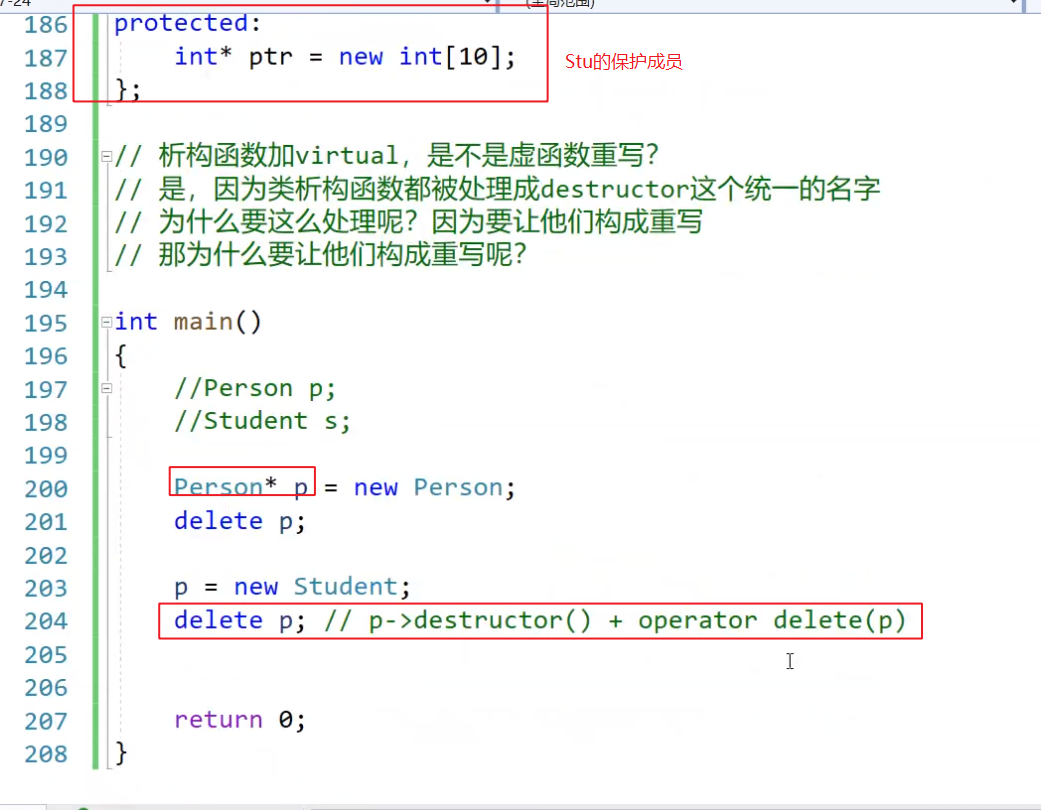 7-24
(全局范围)
186 protected:
187 int* ptr = new int[10];
Stu的保护成员
188 };
189
190 // 析构函数加virtual，是不是虚函数重写？
191 // 是，因为类析构函数都被处理成destructor这个统一的名字
192 // 为什么要这么处理呢？因为要让他们构成重写
193 // 那为什么要让他们构成重写呢？
194
195 int main()
196 {
197 //Person p;
198 //Student s;
199
200 Person* p = new Person;
201 delete p;
202
203 p = new Student;
204 delete p; // p->destructor() + operator delete(p)
205
206
207 return 0;
208 }